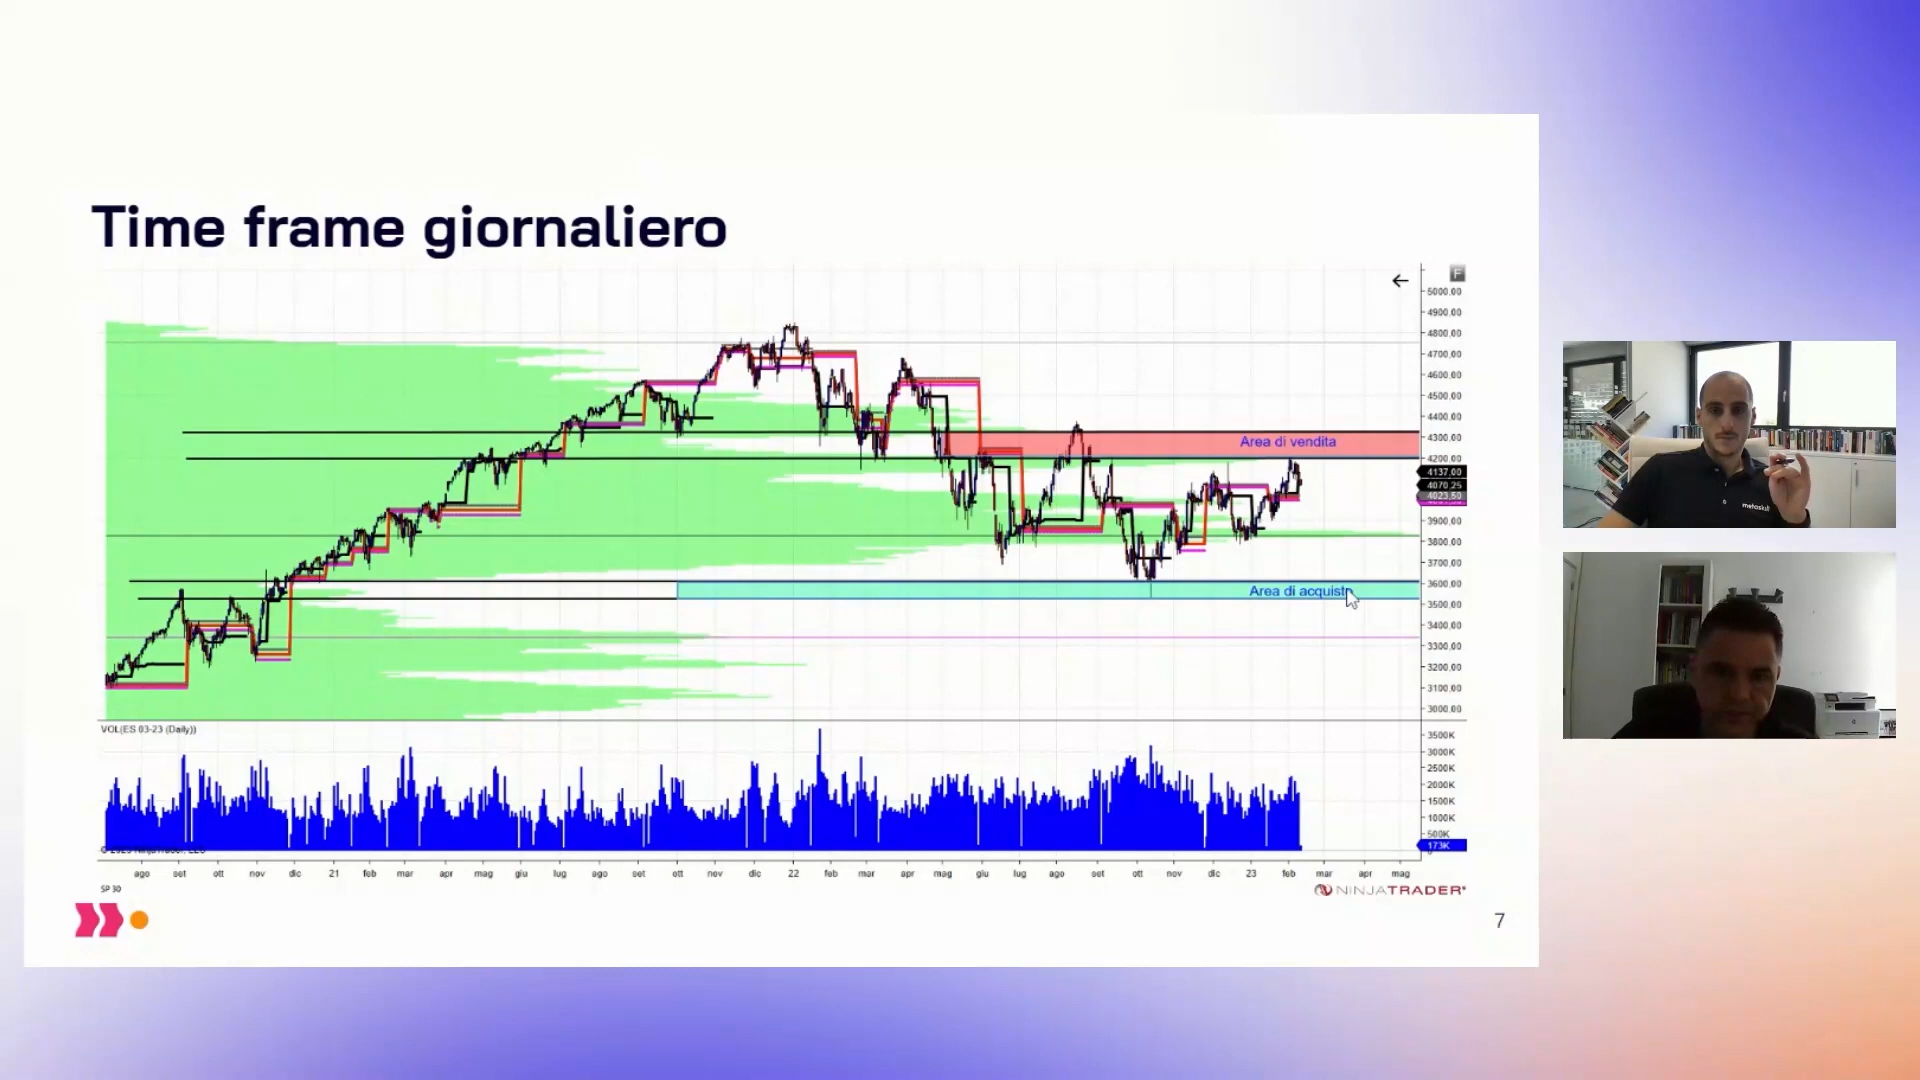 Time frame giornaliero
F
5000.00
4900.00
4800.00
4700.00
4600.00
4500.00
4400.00
4300.00
Area di vendita
4200.00
4137.00
4070.25
4023.50
3900.00
3800.00
3700.00
3600.00
Area di acquisto
3500.00
3400.00
3300.00
3200.00
3100.00
3000.00
VOL(ES 03-23 (Daily))
3500K
3000K
2500K
2000K
1500K
1000K
500K
173K
ago set ott nov dic 21 feb mar apr mag giu lug ago set ott nov dic 22 feb mar apr mag giu lug ago set ott nov dic 23 feb mar apr mag
SP 30
NINJATRADER
7
metaskill